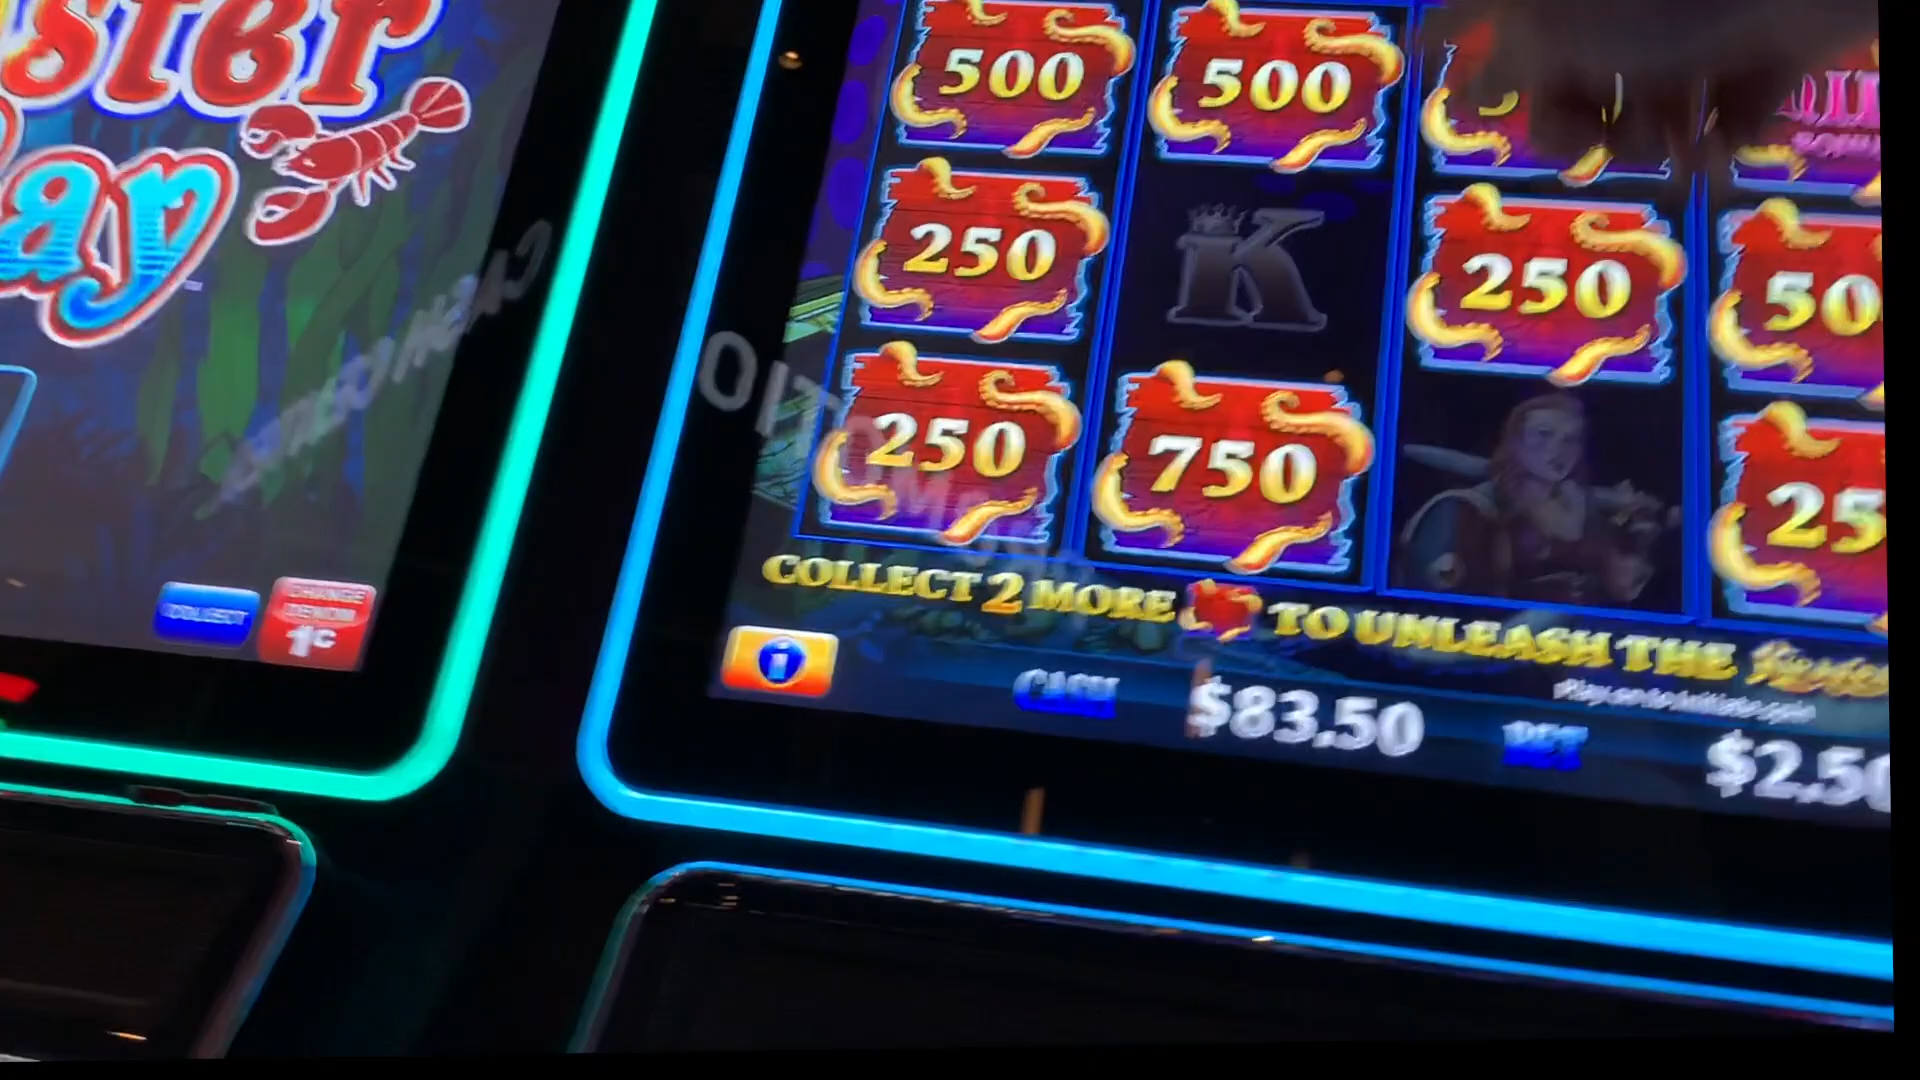 ster
ay
COLLECT
CHANGE
DENOM
1¢
500
500
250
K
250
50
250
750
25
COLLECT 2 MORE TO UNLEASH THE
CASH
$83.50
BET
$2.50